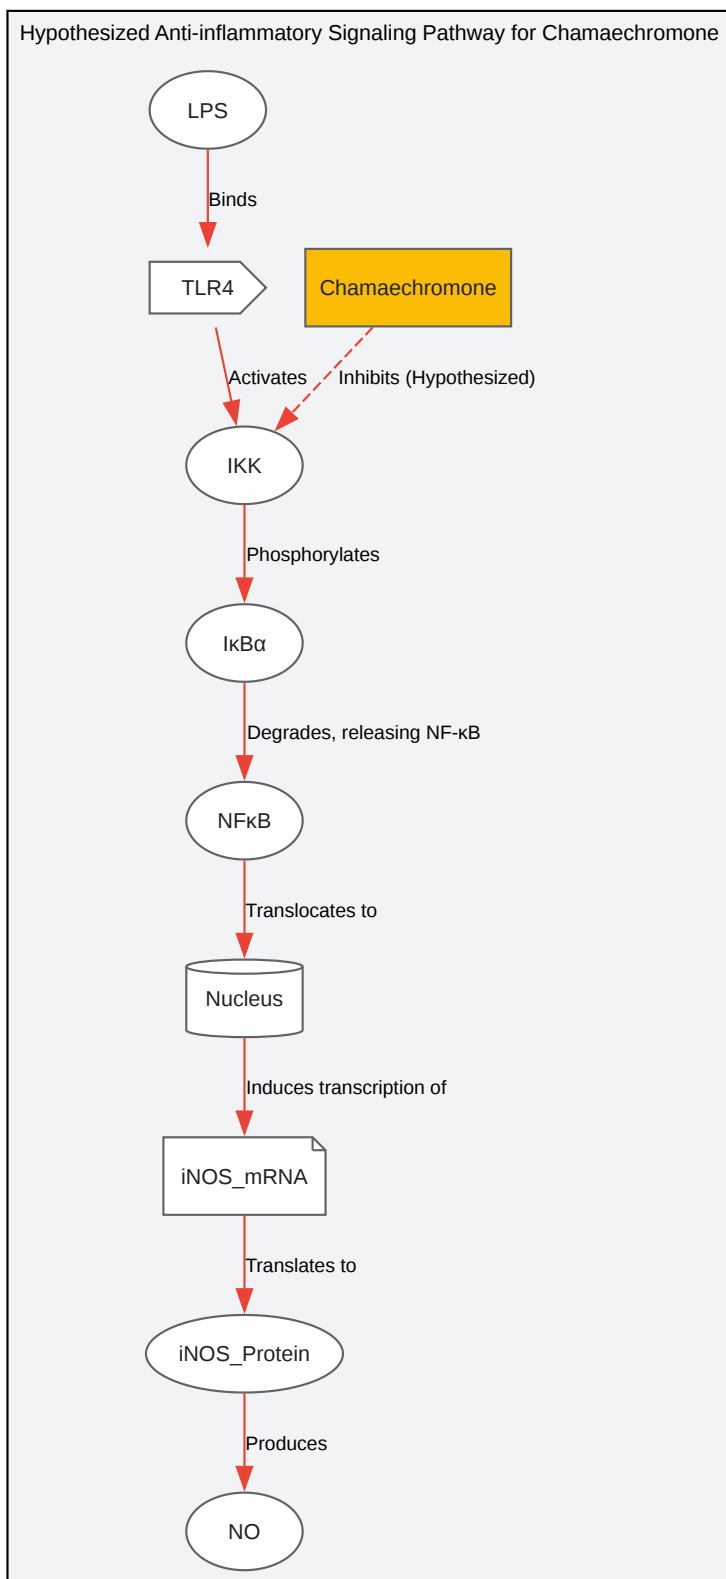 Hypothesized Anti-inflammatory Signaling Pathway for Chamaechromone
LPS
Binds
TLR4
Chamaechromone
Activates
Inhibits (Hypothesized)
IKK
Phosphorylates
IκBα
Degrades, releasing NF-κB
NFκB
Translocates to
Nucleus
Induces transcription of
iNOS_mRNA
Translates to
iNOS_Protein
Produces
NO